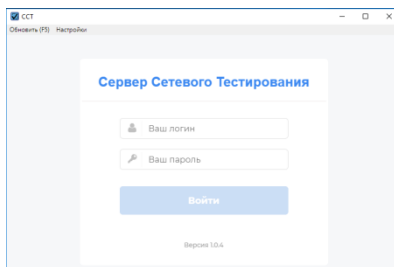 ССТ
Обновить (F5) Настройки
Сервер Сетевого Тестирования
Ваш логин
Ваш пароль
Войти
Версия 1.0.4